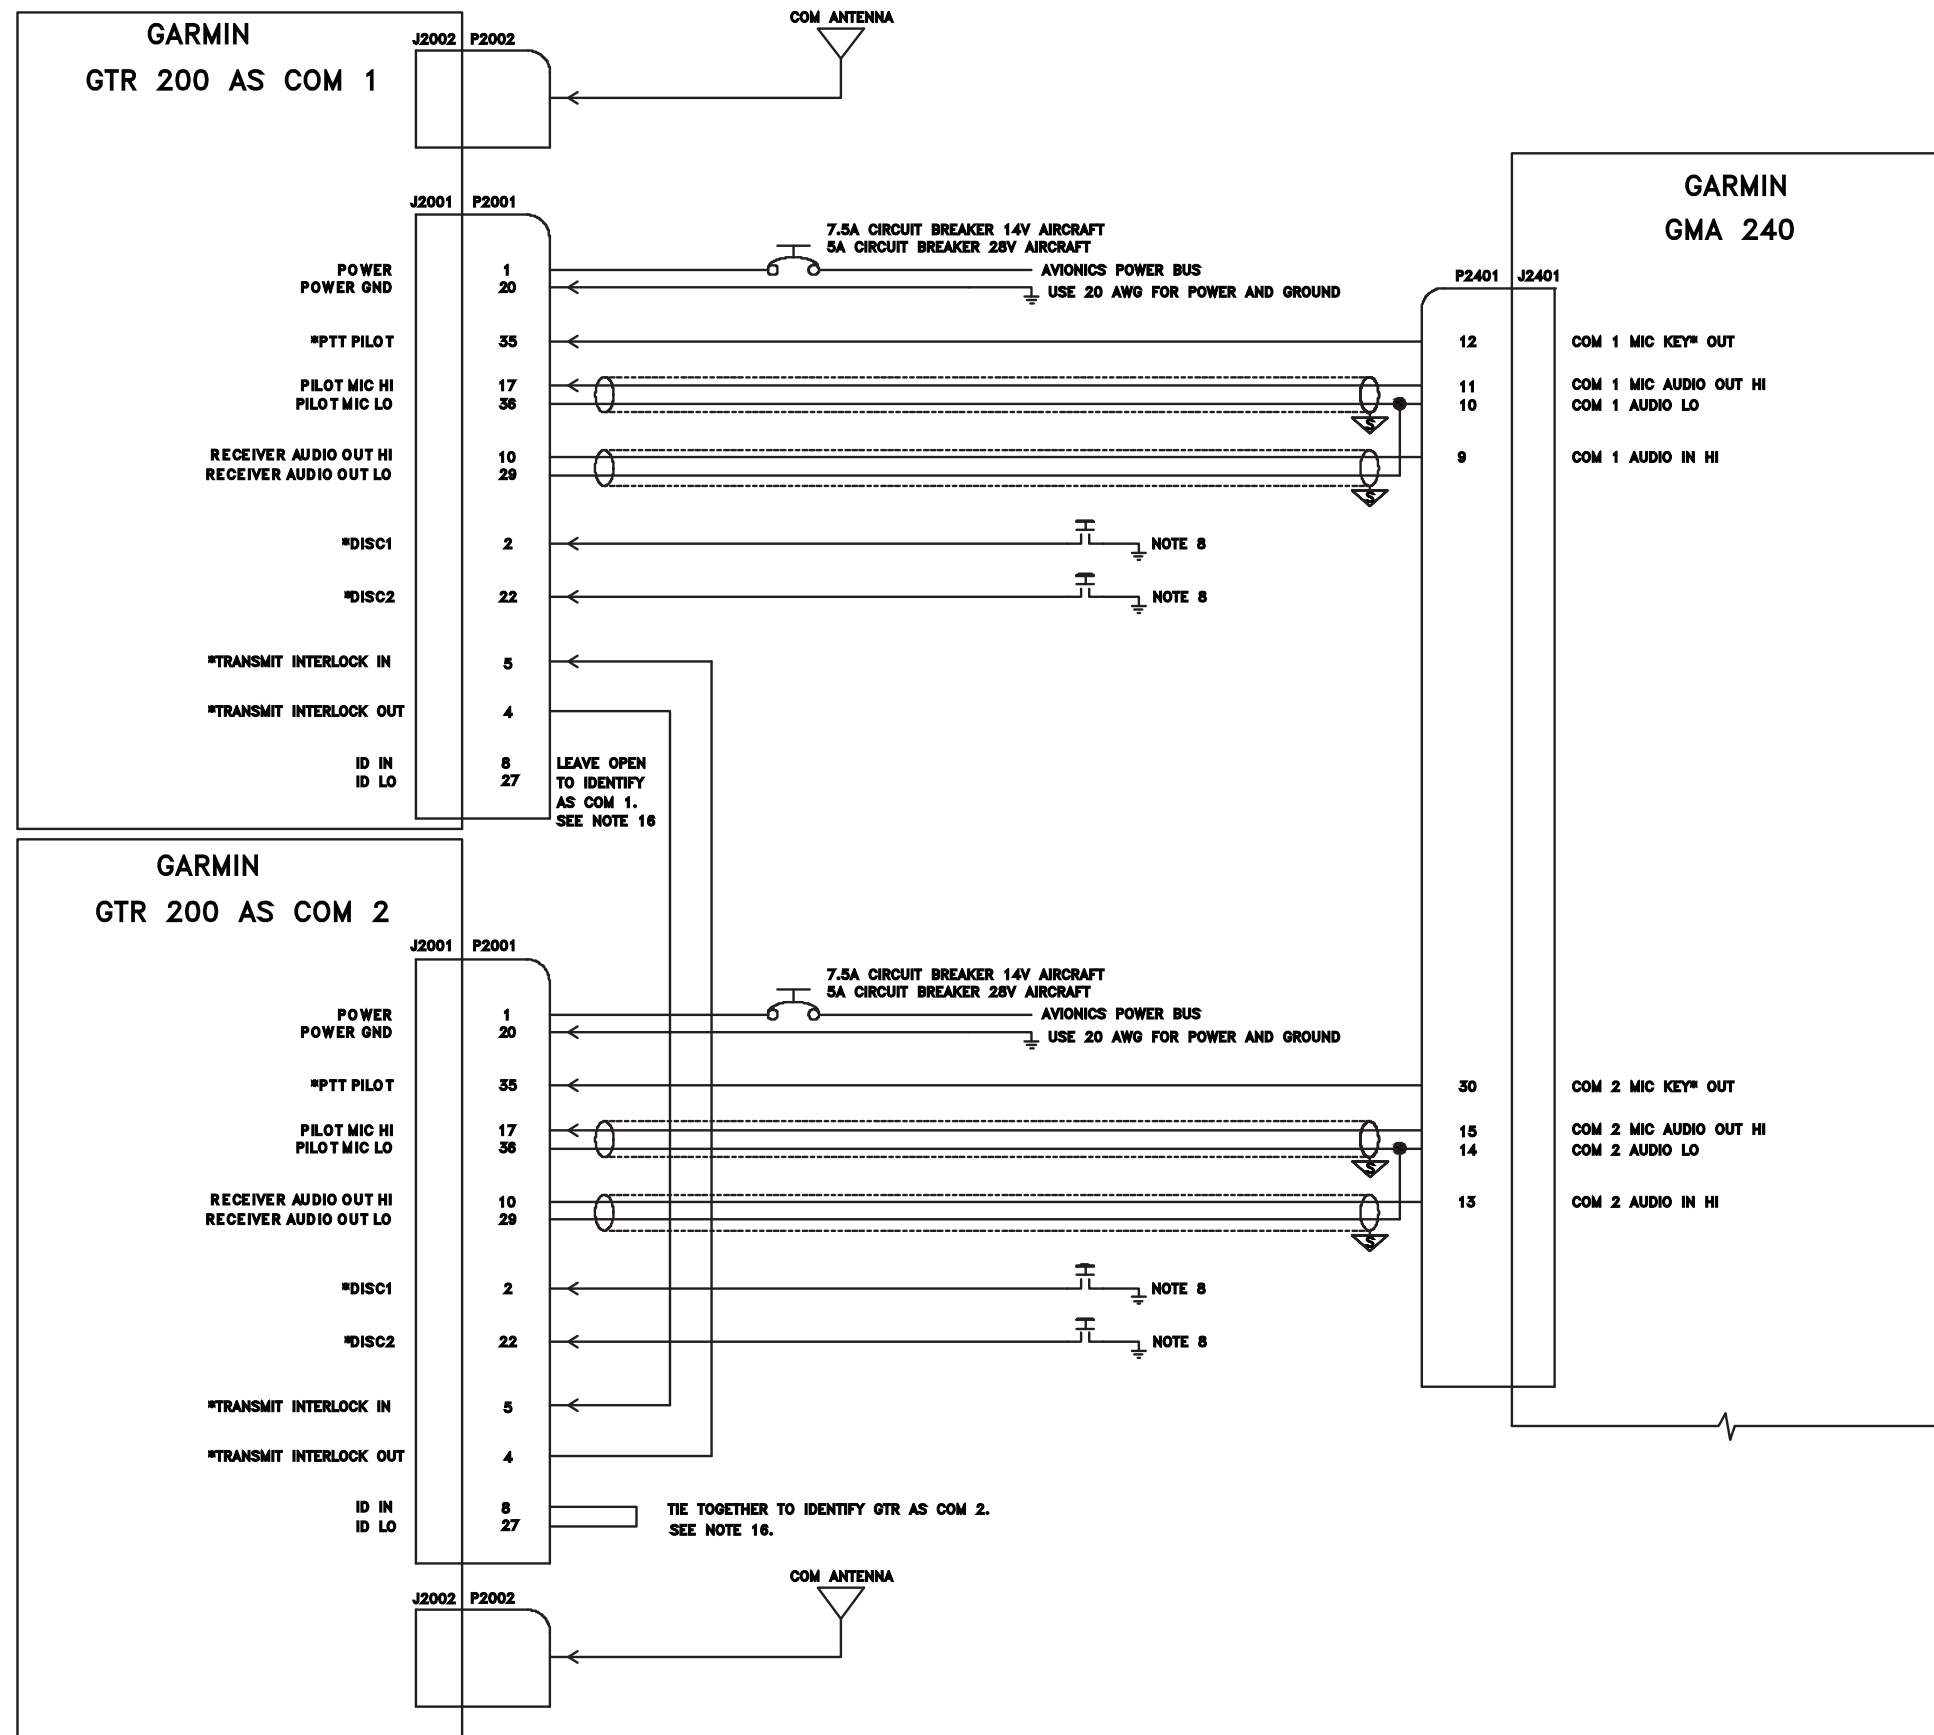 GARMIN
GTR 200 AS COM 1
J2002 P2002
COM ANTENNA
J2001 P2001
7.5A CIRCUIT BREAKER 14V AIRCRAFT
5A CIRCUIT BREAKER 28V AIRCRAFT
POWER 1 AVIONICS POWER BUS
POWER GND 20 USE 20 AWG FOR POWER AND GROUND
GARMIN
GMA 240
P2401 J2401
*PTT PILOT 35 12 COM 1 MIC KEY* OUT
PILOT MIC HI 17 11 COM 1 MIC AUDIO OUT HI
PILOT MIC LO 36 10 COM 1 AUDIO LO
S
RECEIVER AUDIO OUT HI 10 9 COM 1 AUDIO IN HI
RECEIVER AUDIO OUT LO 29
S
*DISC1 2 NOTE 8
*DISC2 22 NOTE 8
*TRANSMIT INTERLOCK IN 5
*TRANSMIT INTERLOCK OUT 4
ID IN 8
ID LO 27
LEAVE OPEN
TO IDENTIFY
AS COM 1.
SEE NOTE 16
GARMIN
GTR 200 AS COM 2
J2001 P2001
7.5A CIRCUIT BREAKER 14V AIRCRAFT
5A CIRCUIT BREAKER 28V AIRCRAFT
POWER 1 AVIONICS POWER BUS
POWER GND 20 USE 20 AWG FOR POWER AND GROUND
*PTT PILOT 35 30 COM 2 MIC KEY* OUT
PILOT MIC HI 17 15 COM 2 MIC AUDIO OUT HI
PILOT MIC LO 36 14 COM 2 AUDIO LO
S
RECEIVER AUDIO OUT HI 10 13 COM 2 AUDIO IN HI
RECEIVER AUDIO OUT LO 29
S
*DISC1 2 NOTE 8
*DISC2 22 NOTE 8
*TRANSMIT INTERLOCK IN 5
*TRANSMIT INTERLOCK OUT 4
ID IN 8
ID LO 27
TIE TOGETHER TO IDENTIFY GTR AS COM 2.
SEE NOTE 16.
COM ANTENNA
J2002 P2002